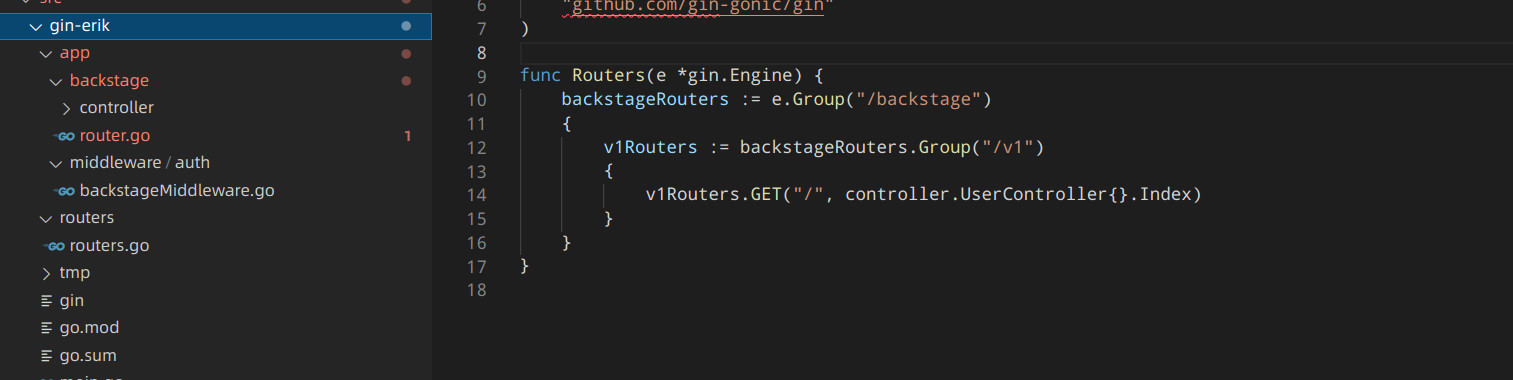 src
gin-erik
app
backstage
controller
router.go 1
middleware / auth
backstageMiddleware.go
routers
routers.go
tmp
gin
go.mod
go.sum
main.go
6 "github.com/gin-gonic/gin"
7 )
8
9 func Routers(e *gin.Engine) {
10 backstageRouters := e.Group("/backstage")
11 {
12 v1Routers := backstageRouters.Group("/v1")
13 {
14 v1Routers.GET("/", controller.UserController{}.Index)
15 }
16 }
17 }
18